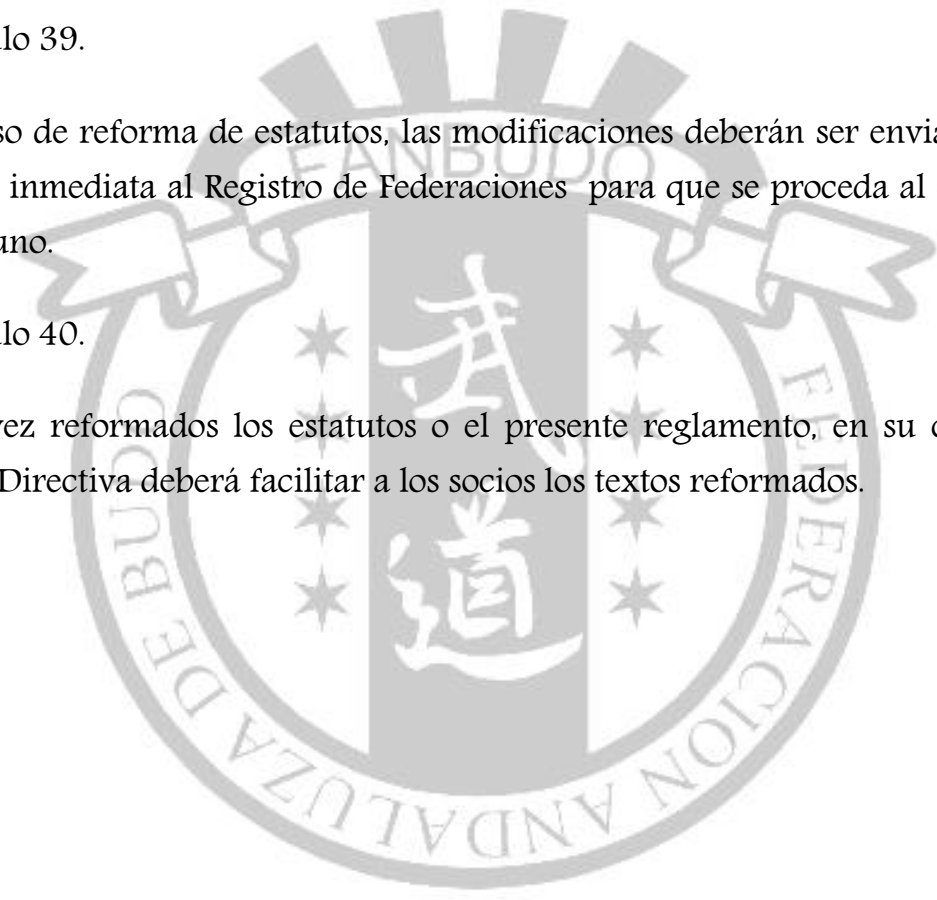 lo 39.
so de reforma de estatutos, las modificaciones deberán ser envia
inmediata al Registro de Federaciones para que se proceda al
uno.
lo 40.
vez reformados los estatutos o el presente reglamento, en su c
Directiva deberá facilitar a los socios los textos reformados.
FANBUDO
武
道
FEDERACION ANDALUZA DE BUDO